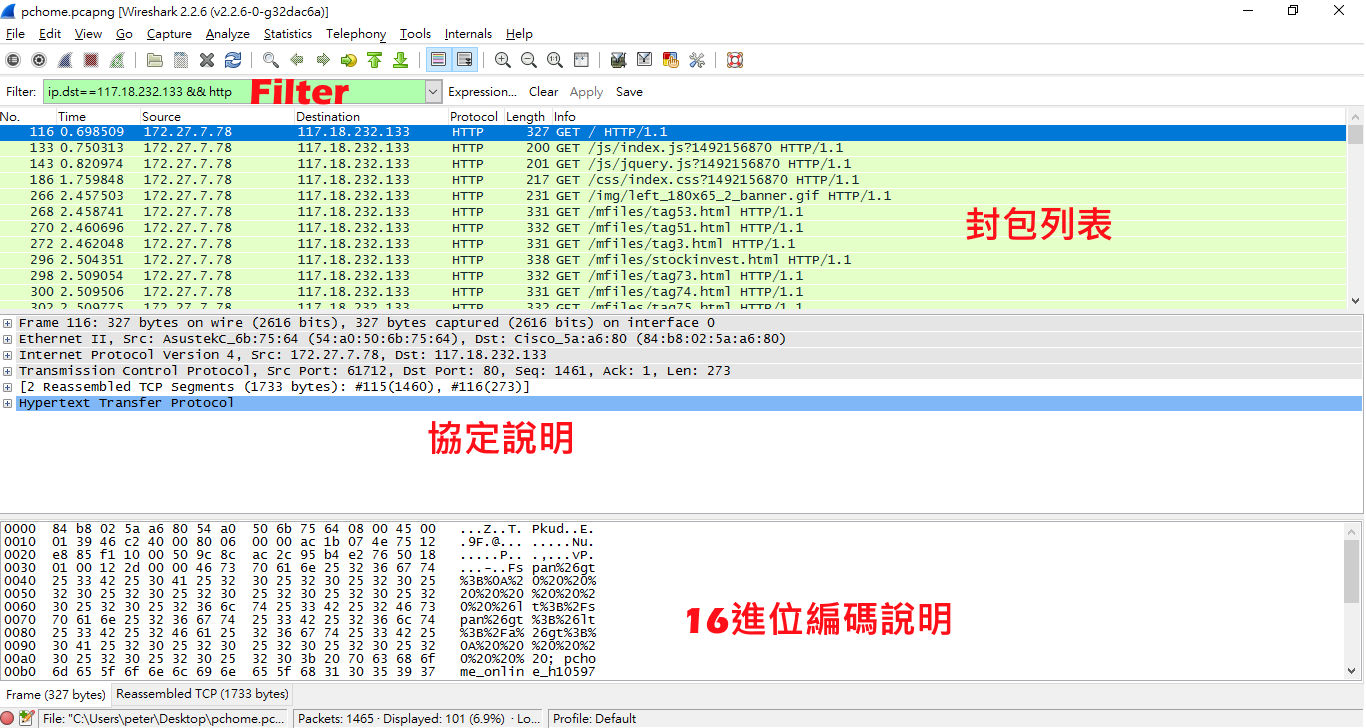 pchome.pcapng [Wireshark 2.2.6 (v2.2.6-0-g32dac6a)]
File Edit View Go Capture Analyze Statistics Telephony Tools Internals Help
Filter: ip.dst==117.18.232.133 && http Filter Expression... Clear Apply Save
No. Time Source Destination Protocol Length Info
116 0.698509 172.27.7.78 117.18.232.133 HTTP 327 GET / HTTP/1.1
133 0.750313 172.27.7.78 117.18.232.133 HTTP 200 GET /js/index.js?1492156870 HTTP/1.1
143 0.820974 172.27.7.78 117.18.232.133 HTTP 201 GET /js/jquery.js?1492156870 HTTP/1.1
186 1.759848 172.27.7.78 117.18.232.133 HTTP 217 GET /css/index.css?1492156870 HTTP/1.1
266 2.457503 172.27.7.78 117.18.232.133 HTTP 231 GET /img/left_180x65_2_banner.gif HTTP/1.1
268 2.458741 172.27.7.78 117.18.232.133 HTTP 331 GET /mfiles/tag53.html HTTP/1.1
270 2.460696 172.27.7.78 117.18.232.133 HTTP 332 GET /mfiles/tag51.html HTTP/1.1
272 2.462048 172.27.7.78 117.18.232.133 HTTP 331 GET /mfiles/tag3.html HTTP/1.1
296 2.504351 172.27.7.78 117.18.232.133 HTTP 338 GET /mfiles/stockinvest.html HTTP/1.1
298 2.509054 172.27.7.78 117.18.232.133 HTTP 332 GET /mfiles/tag73.html HTTP/1.1
300 2.509506 172.27.7.78 117.18.232.133 HTTP 331 GET /mfiles/tag74.html HTTP/1.1
302 2.509775 172.27.7.78 117.18.232.133 HTTP 332 GET /mfiles/tag75.html HTTP/1.1
封包列表
Frame 116: 327 bytes on wire (2616 bits), 327 bytes captured (2616 bits) on interface 0
Ethernet II, Src: AsustekC_6b:75:64 (54:a0:50:6b:75:64), Dst: Cisco_5a:a6:80 (84:b8:02:5a:a6:80)
Internet Protocol Version 4, Src: 172.27.7.78, Dst: 117.18.232.133
Transmission Control Protocol, Src Port: 61712, Dst Port: 80, Seq: 1461, Ack: 1, Len: 273
[2 Reassembled TCP Segments (1733 bytes): #115(1460), #116(273)]
Hypertext Transfer Protocol
協定說明
0000 84 b8 02 5a a6 80 54 a0 50 6b 75 64 08 00 45 00 ...Z..T. Pkud..E.
0010 01 39 46 c2 40 00 80 06 00 00 ac 1b 07 4e 75 12 .9F.@... .....Nu.
0020 e8 85 f1 10 00 50 9c 8c ac 2c 95 b4 e2 76 50 18 .....P.. .,...vP.
0030 01 00 12 2d 00 00 46 73 70 61 6e 25 32 36 67 74 ...-..Fs pan%26gt
0040 25 33 42 25 30 41 25 32 30 25 32 30 25 32 30 25 %3B%0A%2 0%20%20%
0050 32 30 25 32 30 25 32 30 25 32 30 25 32 30 25 32 20%20%20 %20%20%2
0060 30 25 32 30 25 32 36 6c 74 25 33 42 25 32 46 73 0%20%26l t%3B%2Fs
0070 70 61 6e 25 32 36 67 74 25 33 42 25 32 36 6c 74 pan%26gt %3B%26lt
0080 25 33 42 25 32 46 61 25 32 36 67 74 25 33 42 25 %3B%2Fa% 26gt%3B%
0090 30 41 25 32 30 25 32 30 25 32 30 25 32 30 25 32 0A%20%20 %20%20%2
00a0 30 25 32 30 25 32 30 25 32 30 3b 20 70 63 68 6f 0%20%20% 20; pcho
00b0 6d 65 5f 6f 6e 6c 69 6e 65 5f 68 31 30 35 39 37 me_onlin e_h10597
16進位編碼說明
Frame (327 bytes) Reassembled TCP (1733 bytes)
File: "C:\Users\peter\Desktop\pchome.pc... Packets: 1465 · Displayed: 101 (6.9%) · Lo... Profile: Default